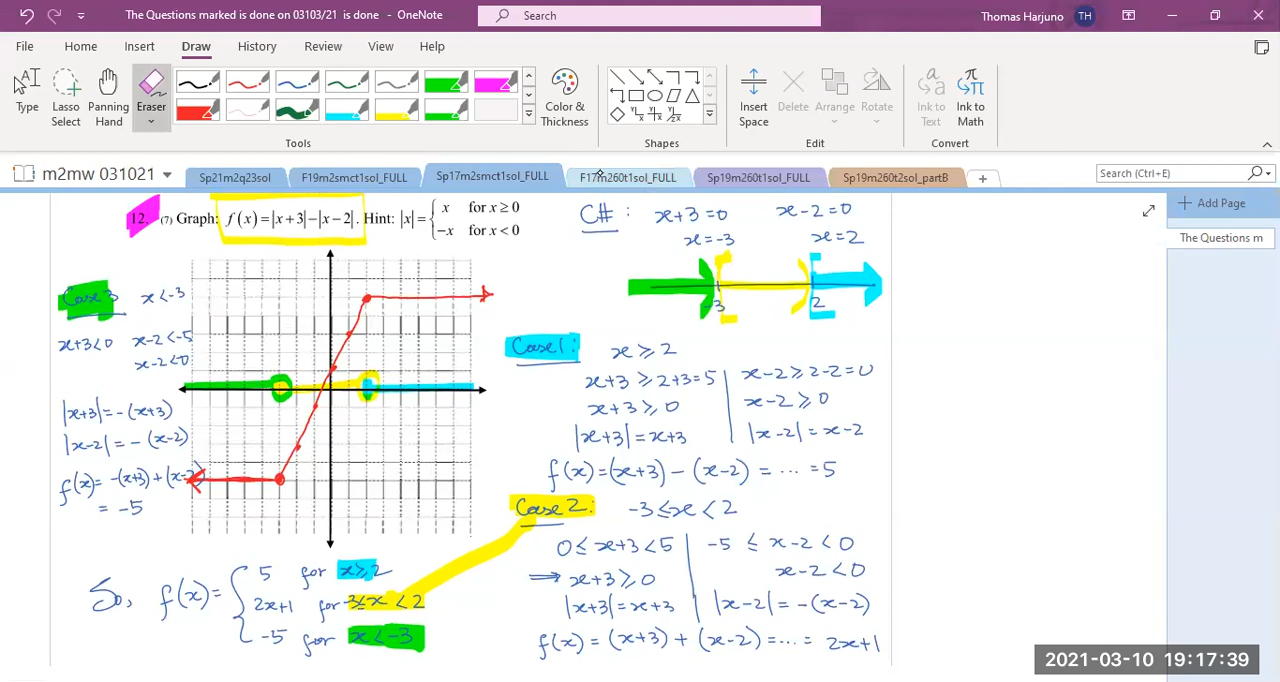 The Questions marked is done on 03103/21 is done - OneNote
Search
Thomas Harjuno TH
File Home Insert Draw History Review View Help
Type
Lasso Select
Panning Hand
Eraser
Color & Thickness
Insert Space
Delete Arrange Rotate
Ink to Text
Ink to Math
Tools Shapes Edit Convert
m2mw 031021
Sp21m2q23sol F19m2smct1sol_FULL Sp17m2smct1sol_FULL F17m260t1sol_FULL Sp19m260t1sol_FULL Sp19m260t2sol_partB
Search (Ctrl+E)
Add Page
The Questions m
12. (7) Graph: f(x)=|x+3|-|x-2|. Hint: |x|={ x for x≥0
-x for x<0
C# : x+3=0 x-2=0
x=-3 x=2
-3 2
Case 3 x<-3
x+3<0 x-2<-5
x-2<0
|x+3|=-(x+3)
|x-2|=-(x-2)
f(x)=-(x+3)+(x-2)
= -5
Case 1: x≥2
x+3≥2+3=5 x-2≥2-2=0
x+3≥0 x-2≥0
|x+3|=x+3 |x-2|=x-2
f(x)=(x+3)-(x-2)=...=5
Case 2: -3≤x<2
0≤x+3<5 -5≤x-2<0
⇒ x+3≥0 x-2<0
|x+3|=x+3 |x-2|=-(x-2)
f(x)=(x+3)+(x-2)=...=2x+1
So, f(x)={ 5 for x≥2
2x+1 for -3≤x<2
-5 for x<-3
2021-03-10 19:17:39